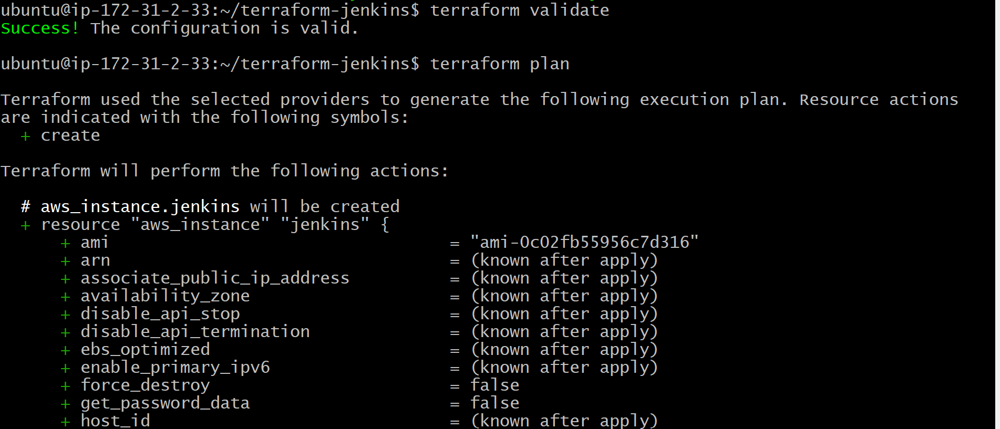 ubuntu@ip-172-31-2-33:~/terraform-jenkins$ terraform validate
Success! The configuration is valid.
ubuntu@ip-172-31-2-33:~/terraform-jenkins$ terraform plan
Terraform used the selected providers to generate the following execution plan. Resource actions
are indicated with the following symbols:
  + create
Terraform will perform the following actions:
  # aws_instance.jenkins will be created
  + resource "aws_instance" "jenkins" {
      + ami                                  = "ami-0c02fb55956c7d316"
      + arn                                  = (known after apply)
      + associate_public_ip_address          = (known after apply)
      + availability_zone                    = (known after apply)
      + disable_api_stop                     = (known after apply)
      + disable_api_termination              = (known after apply)
      + ebs_optimized                        = (known after apply)
      + enable_primary_ipv6                  = (known after apply)
      + force_destroy                        = false
      + get_password_data                    = false
      + host_id                              = (known after apply)